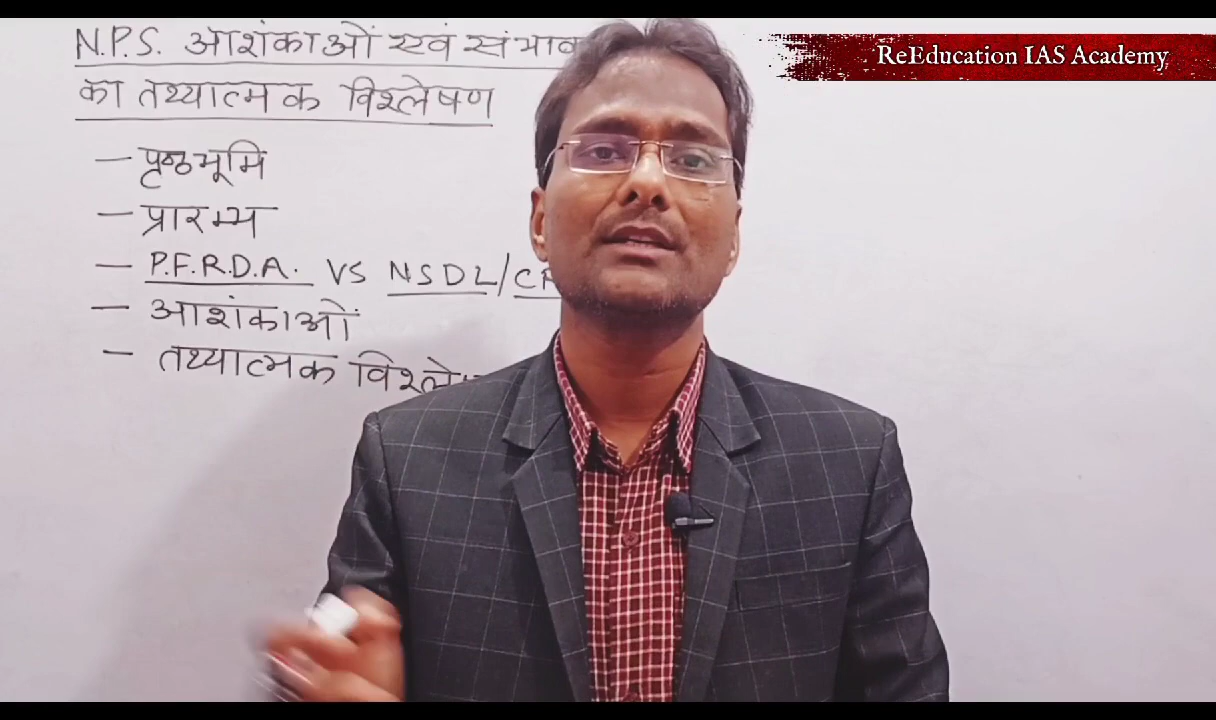 N.P.S. आशंकाओं एवं
का तथ्यात्मक विश्लेषण
ReEducation IAS Academy
— पृष्ठभूमि
— प्रारम्भ
— P.F.R.D.A. VS NSDL/
— आशंकाओं
— तथ्यात्मक